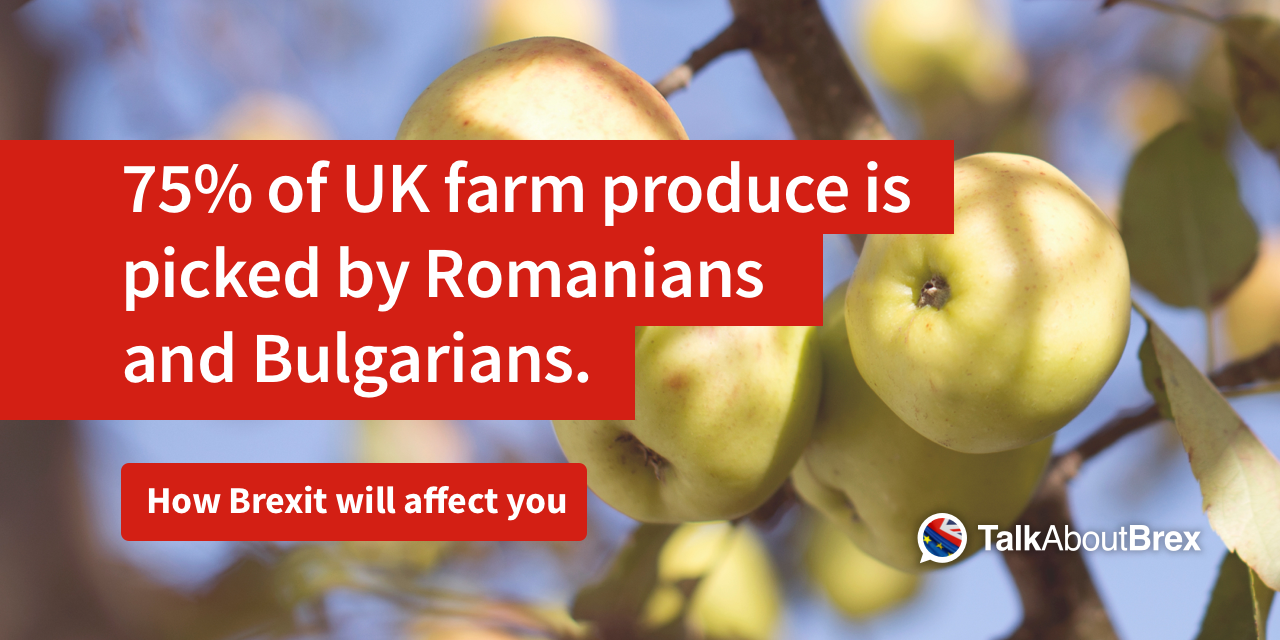 75% of UK farm produce is
picked by Romanians
and Bulgarians.
How Brexit will affect you
TalkAboutBrex